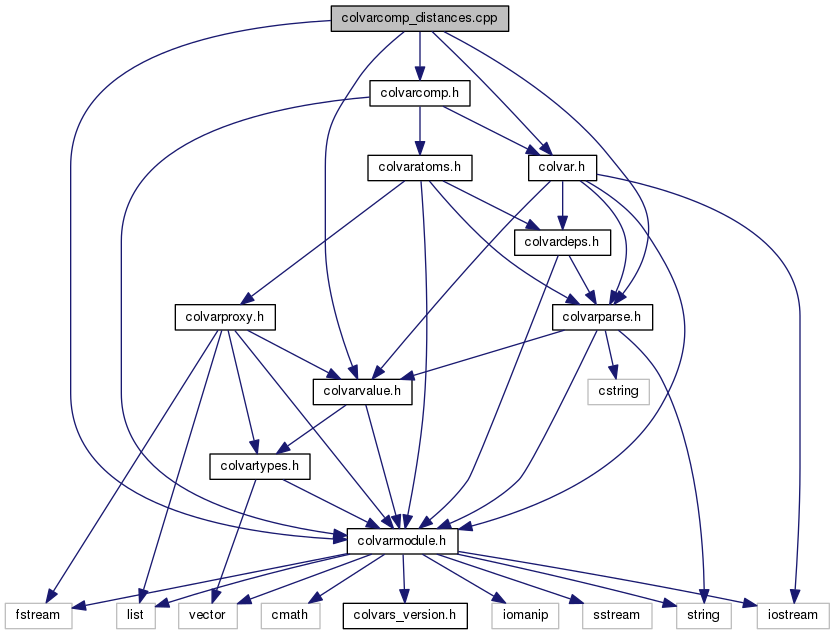 colvarcomp_distances.cpp
colvarcomp.h
colvaratoms.h
colvar.h
colvardeps.h
colvarproxy.h
colvarparse.h
colvarvalue.h
cstring
colvartypes.h
colvarmodule.h
fstream
list
vector
cmath
colvars_version.h
iomanip
sstream
string
iostream